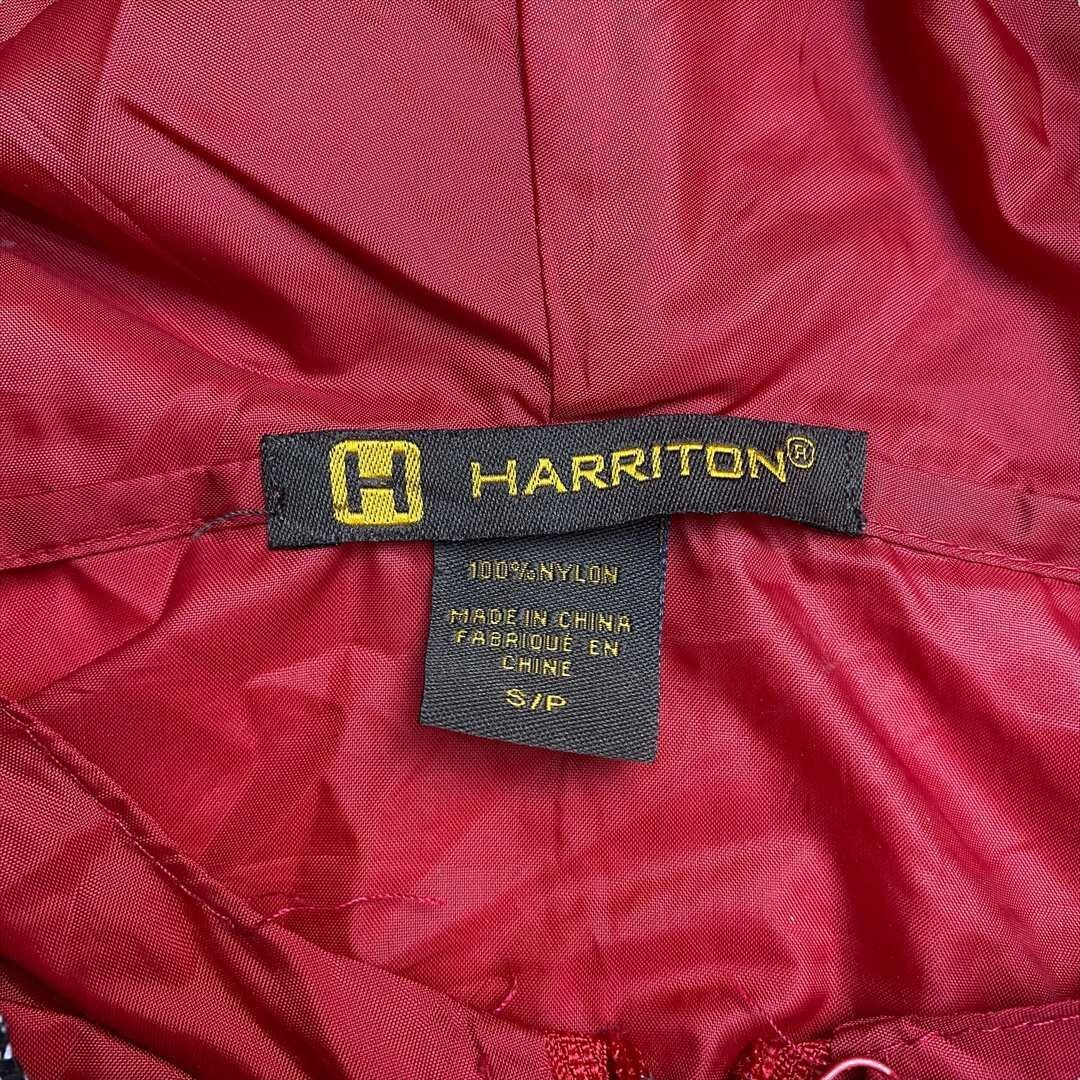 H HARRITON®
100% NYLON
MADE IN CHINA
FABRIQUÉ EN
CHINE
S/P